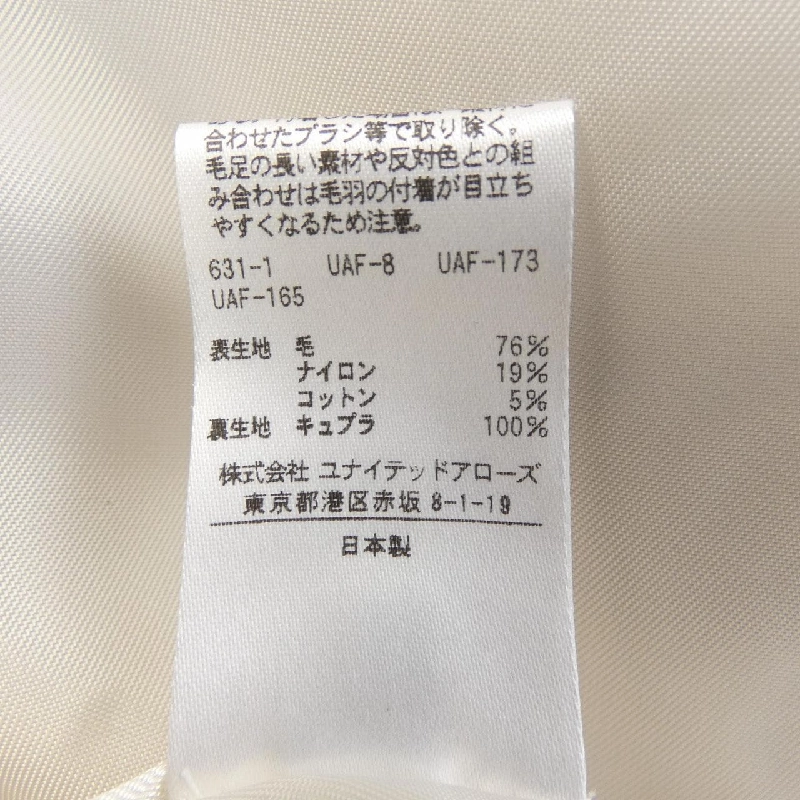 合わせたブラシ等で取り除く。
毛足の長い素材や反対色との組
み合わせは毛羽の付着が目立ち
やすくなるため注意。
631-1 UAF-8 UAF-173
UAF-165
表生地 毛 76%
ナイロン 19%
コットン 5%
裏生地 キュプラ 100%
株式会社 ユナイテッドアローズ
東京都港区赤坂 8-1-19
日本製